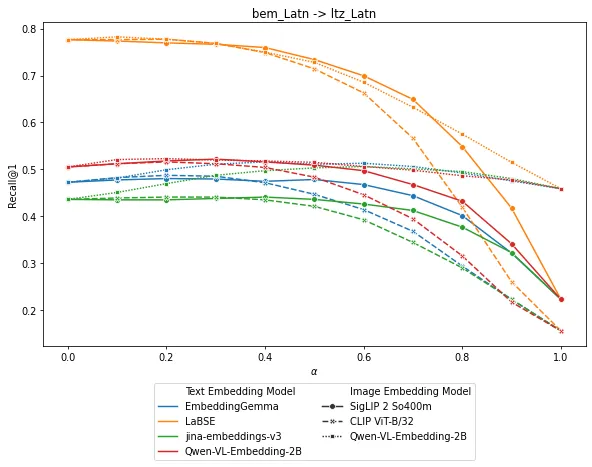 bem_Latn -> ltz_Latn
0.8
0.7
0.6
0.5
0.4
0.3
0.2
Recall@1
0.0 0.2 0.4 0.6 0.8 1.0
α
Text Embedding Model Image Embedding Model
EmbeddingGemma SigLIP 2 So400m
LaBSE CLIP ViT-B/32
jina-embeddings-v3 Qwen-VL-Embedding-2B
Qwen-VL-Embedding-2B